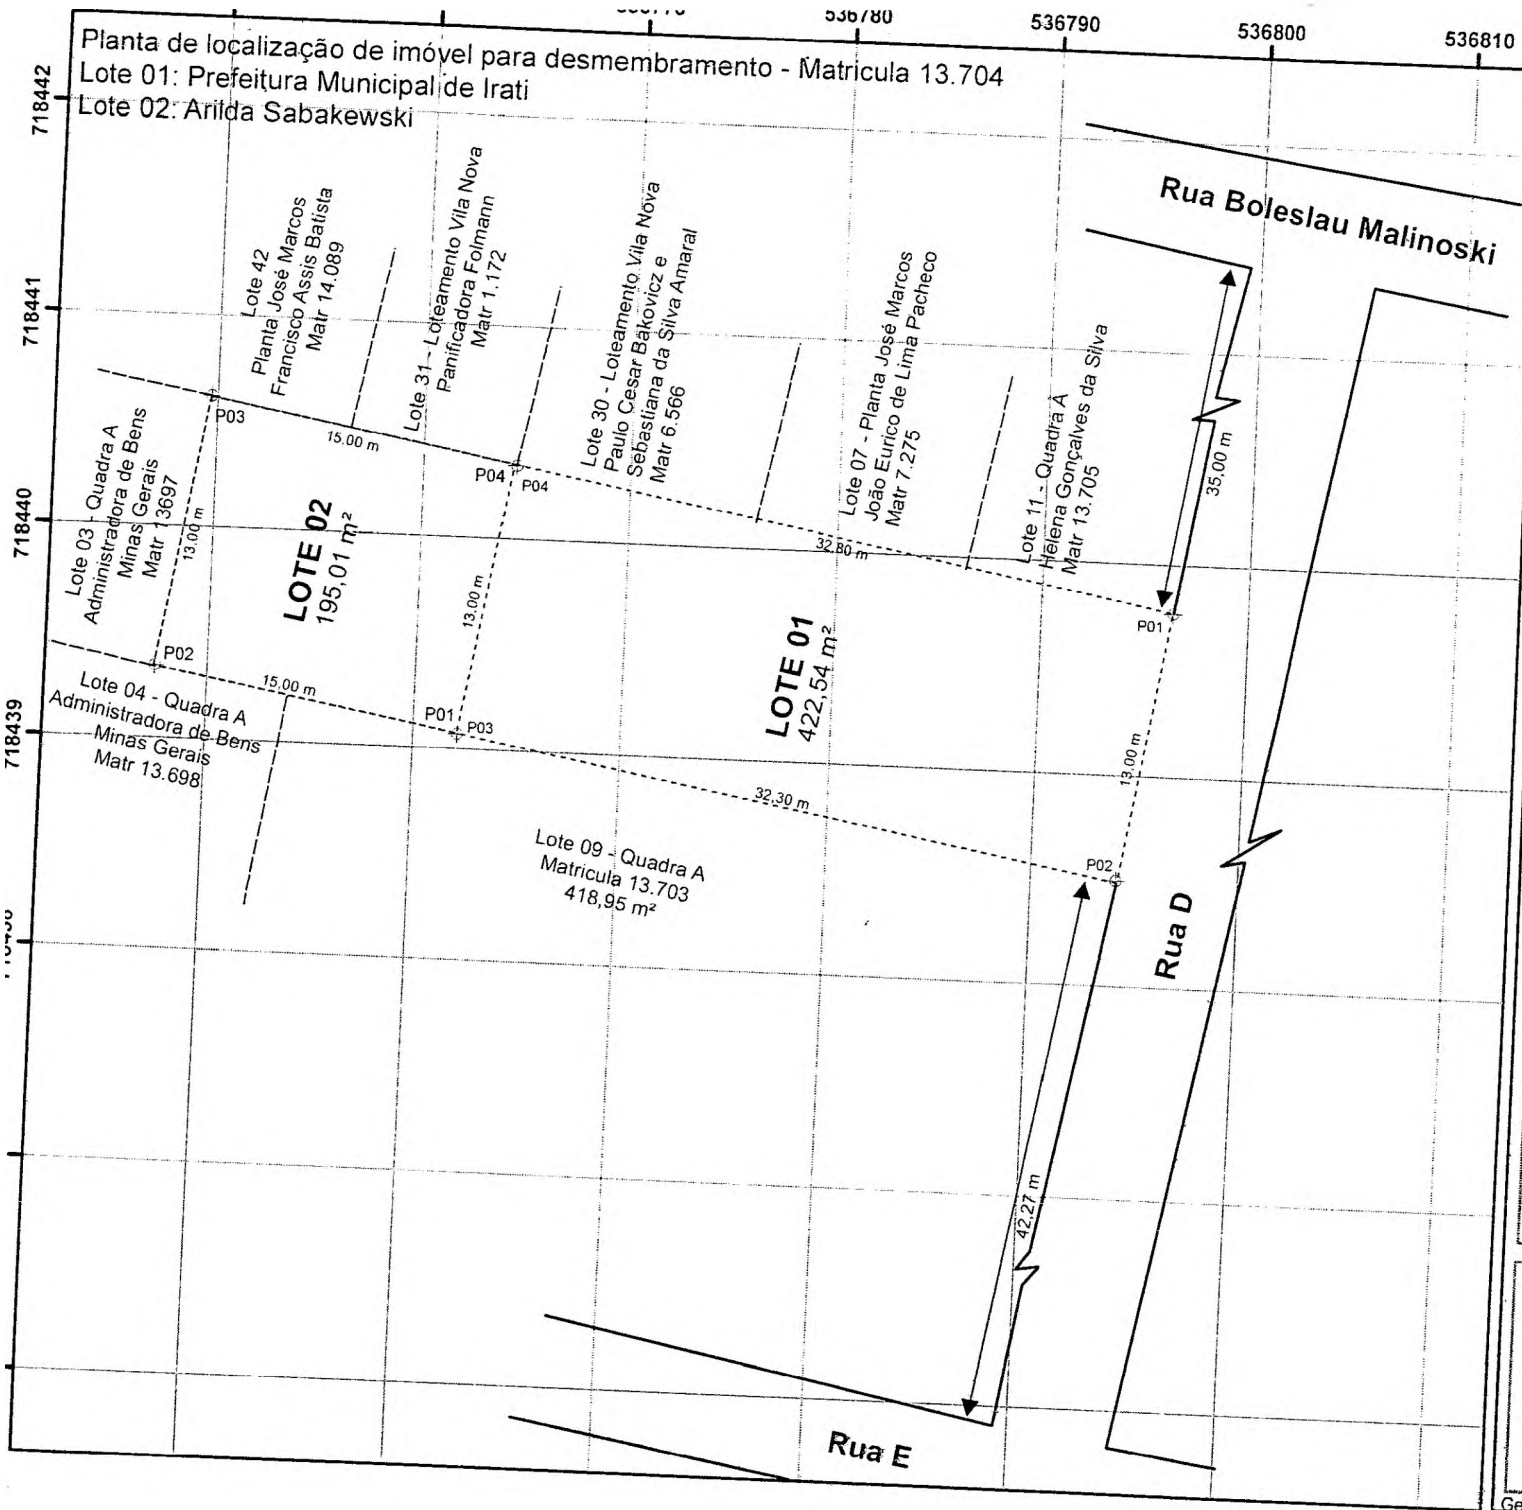 536780
536790
536800
536810
Planta de localização de imóvel para desmembramento - Matricula 13.704
Lote 01: Prefeitura Municipal de Irati
Lote 02: Arilda Sabakewski
718442
718441
718440
718439
Rua Boleslau Malinoski
Lote 42
Planta José Marcos
Francisco Assis Batista
Matr 14.089
Lote 31 - Loteamento Vila Nova
Panificadora Folmann
Matr 1.172
Lote 30 - Loteamento Vila Nova
Paulo Cesar Bakovicz e
Sebastiana da Silva Amaral
Matr 6.566
Lote 07 - Planta José Marcos
João Eurico de Lima Pacheco
Matr 7.275
Lote 11 - Quadra A
Helena Gonçalves da Silva
Matr 13.705
35,00 m
P03
15.00 m
P04
P04
32.80 m
P01
Lote 03 - Quadra A
Administradora de Bens
Minas Gerais
Matr 13697
13.00 m
LOTE 02
195,01 m²
13.00 m
LOTE 01
422,54 m²
13.00 m
P02
15.00 m
P01
P03
32,30 m
P02
Lote 04 - Quadra A
Administradora de Bens
Minas Gerais
Matr 13.698
Lote 09 - Quadra A
Matricula 13.703
418,95 m²
Rua D
42,27 m
Rua E